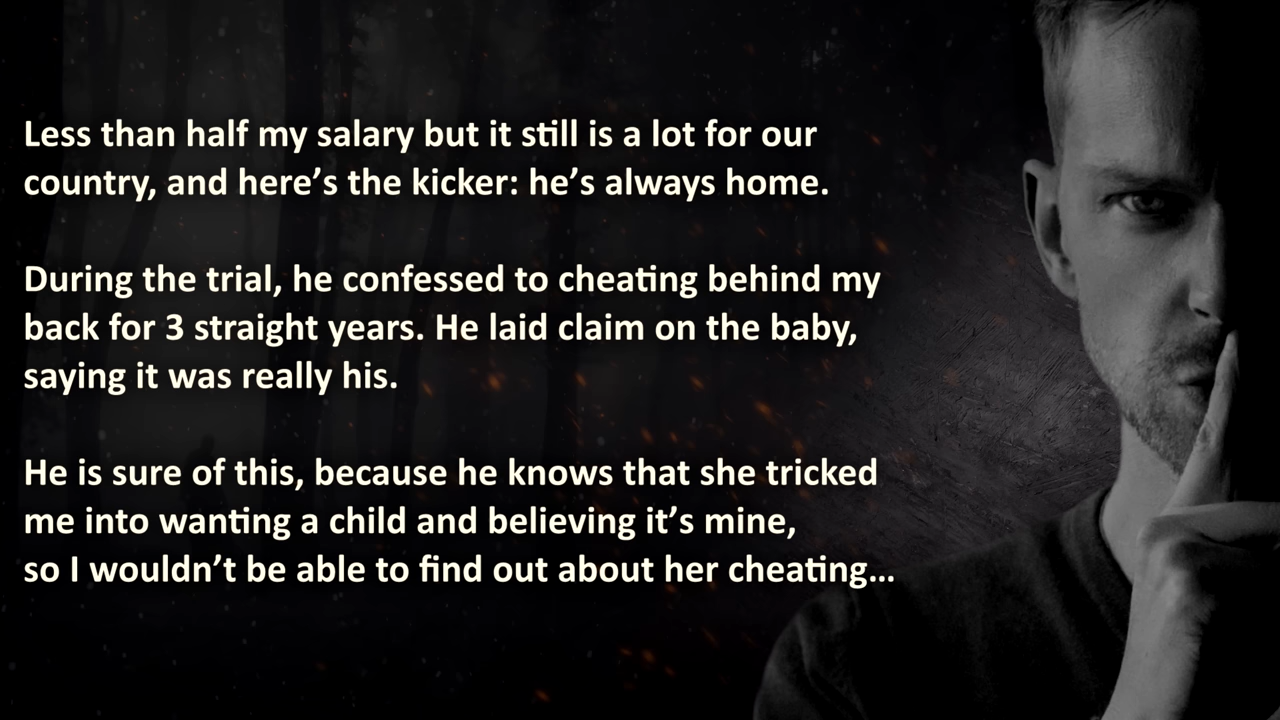 Less than half my salary but it still is a lot for our
country, and here’s the kicker: he’s always home.
During the trial, he confessed to cheating behind my
back for 3 straight years. He laid claim on the baby,
saying it was really his.
He is sure of this, because he knows that she tricked
me into wanting a child and believing it’s mine,
so I wouldn’t be able to find out about her cheating...